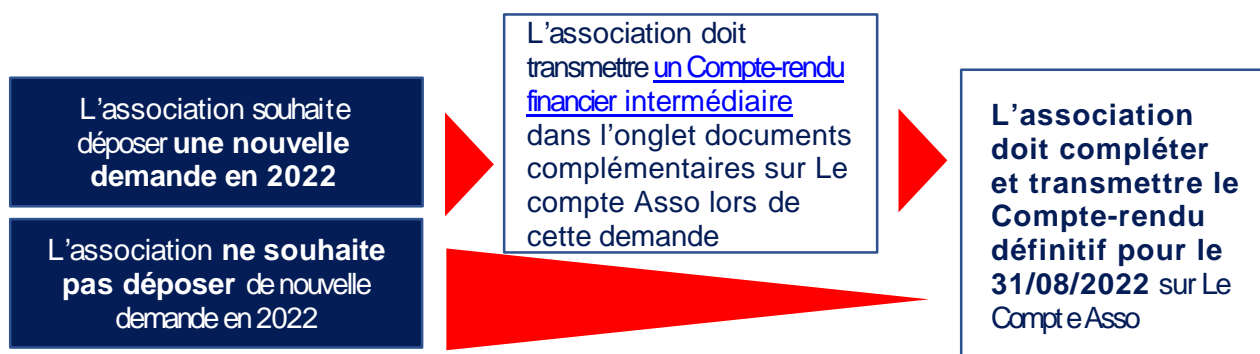 L'association souhaite
déposer une nouvelle
demande en 2022
L'association ne souhaite
pas déposer de nouvelle
demande en 2022
L'association doit
transmettre un Compte-rendu
financier intermédiaire
dans l'onglet documents
complémentaires sur Le
compte Asso lors de
cette demande
L'association
doit compléter
et transmettre le
Compte-rendu
définitif pour le
31/08/2022 sur Le
Compte Asso